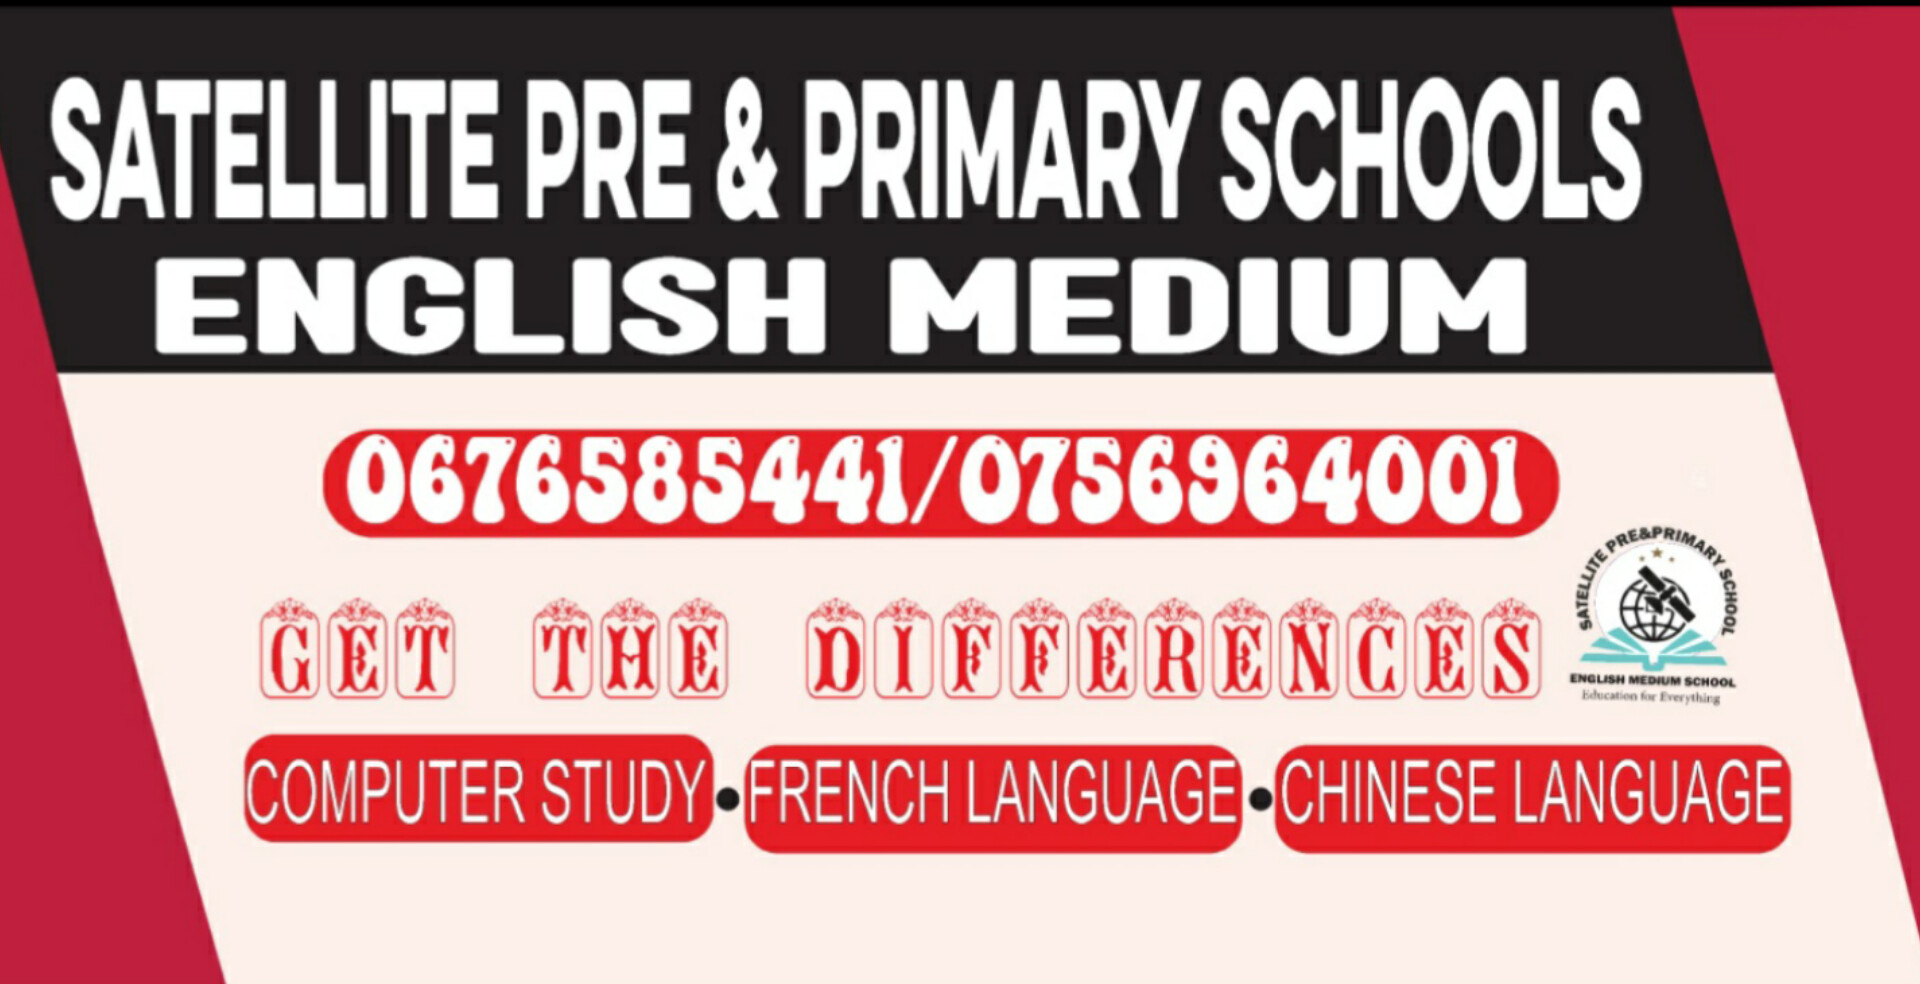 SATELLITE PRE & PRIMARY SCHOOLS
ENGLISH MEDIUM
0676585441/0756964001
GET THE DIFFERENCES
SATELLITE PRE&PRIMARY SCHOOL
ENGLISH MEDIUM SCHOOL
Education for Everything
COMPUTER STUDY•FRENCH LANGUAGE•CHINESE LANGUAGE